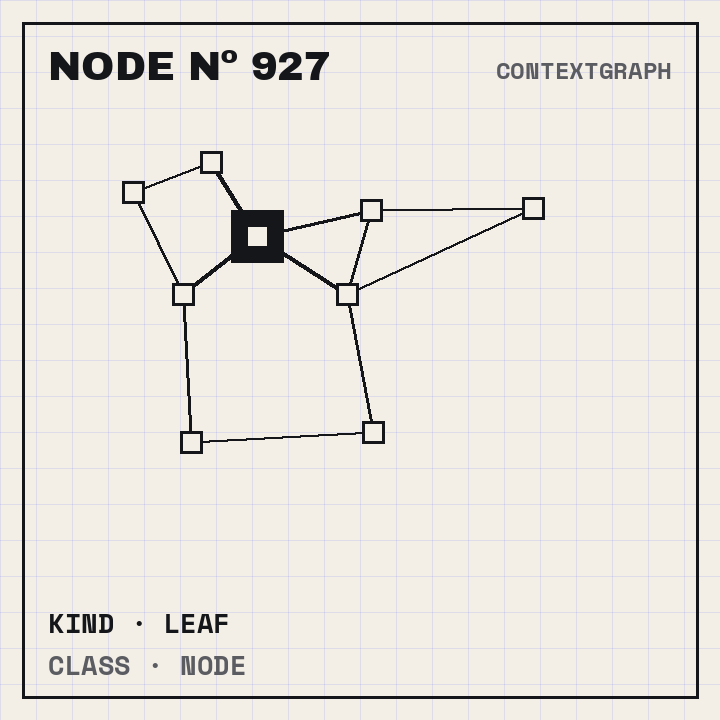 NODE Nº 927
CONTEXTGRAPH
KIND · LEAF
CLASS · NODE